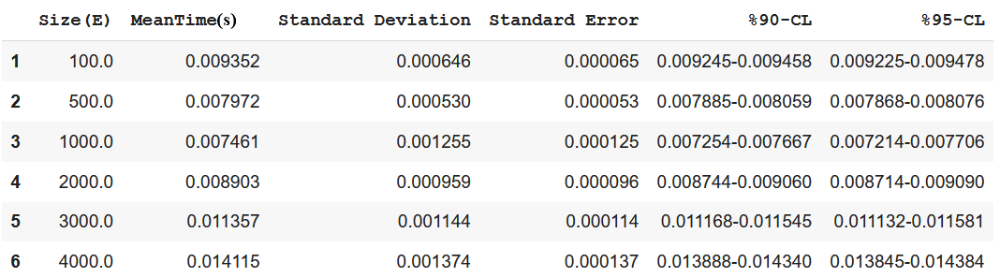 Size(E) MeanTime(s) Standard Deviation Standard Error %90-CL %95-CL
1 100.0 0.009352 0.000646 0.000065 0.009245-0.009458 0.009225-0.009478
2 500.0 0.007972 0.000530 0.000053 0.007885-0.008059 0.007868-0.008076
3 1000.0 0.007461 0.001255 0.000125 0.007254-0.007667 0.007214-0.007706
4 2000.0 0.008903 0.000959 0.000096 0.008744-0.009060 0.008714-0.009090
5 3000.0 0.011357 0.001144 0.000114 0.011168-0.011545 0.011132-0.011581
6 4000.0 0.014115 0.001374 0.000137 0.013888-0.014340 0.013845-0.014384